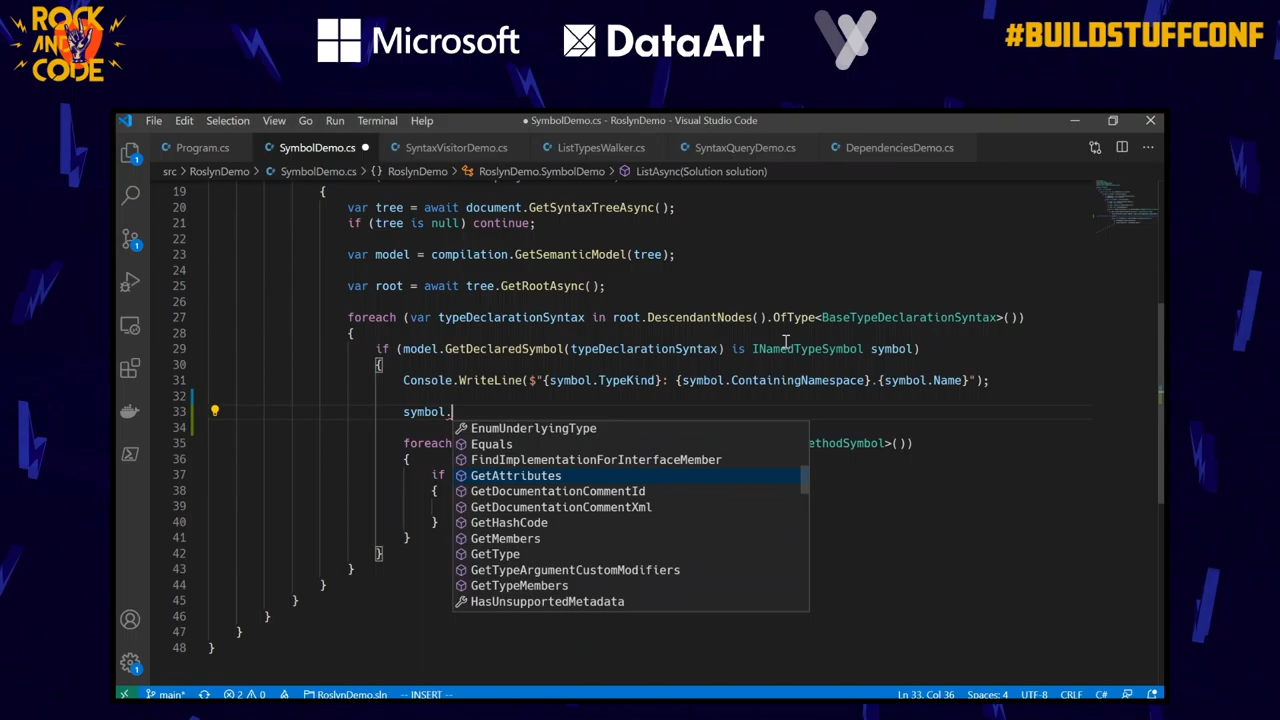 ROCK
AND
CODE
Microsoft
DataArt
#BUILDSTUFFCONF
File Edit Selection View Go Run Terminal Help
● SymbolDemo.cs - RoslynDemo - Visual Studio Code
Program.cs SymbolDemo.cs ● SyntaxVisitorDemo.cs ListTypesWalker.cs SyntaxQueryDemo.cs DependenciesDemo.cs
src > RoslynDemo > SymbolDemo.cs > {} RoslynDemo > RoslynDemo.SymbolDemo > ListAsync(Solution solution)
19 {
20 var tree = await document.GetSyntaxTreeAsync();
21 if (tree is null) continue;
22
23 var model = compilation.GetSemanticModel(tree);
24
25 var root = await tree.GetRootAsync();
26
27 foreach (var typeDeclarationSyntax in root.DescendantNodes().OfType<BaseTypeDeclarationSyntax>())
28 {
29 if (model.GetDeclaredSymbol(typeDeclarationSyntax) is INamedTypeSymbol symbol)
30 {
31 Console.WriteLine($"{symbol.TypeKind}: {symbol.ContainingNamespace}.{symbol.Name}");
32
33 symbol.
34
EnumUnderlyingType
35 foreach ethodSymbol>())
Equals
36 {
FindImplementationForInterfaceMember
37 if
GetAttributes
38 {
GetDocumentationCommentId
39
GetDocumentationCommentXml
40 }
GetHashCode
41 }
GetMembers
42 }
GetType
43 }
GetTypeArgumentCustomModifiers
44 }
GetTypeMembers
45 }
HasUnsupportedMetadata
46 }
47 }
48 }
main* 2 0 RoslynDemo.sln -- INSERT -- Ln 33, Col 36 Spaces: 4 UTF-8 CRLF C#